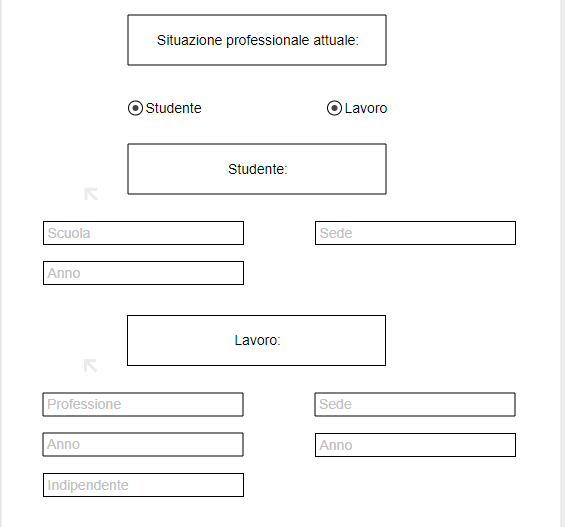 Situazione professionale attuale:
Studente Lavoro
Studente:
Scuola Sede
Anno
Lavoro:
Professione Sede
Anno Anno
Indipendente